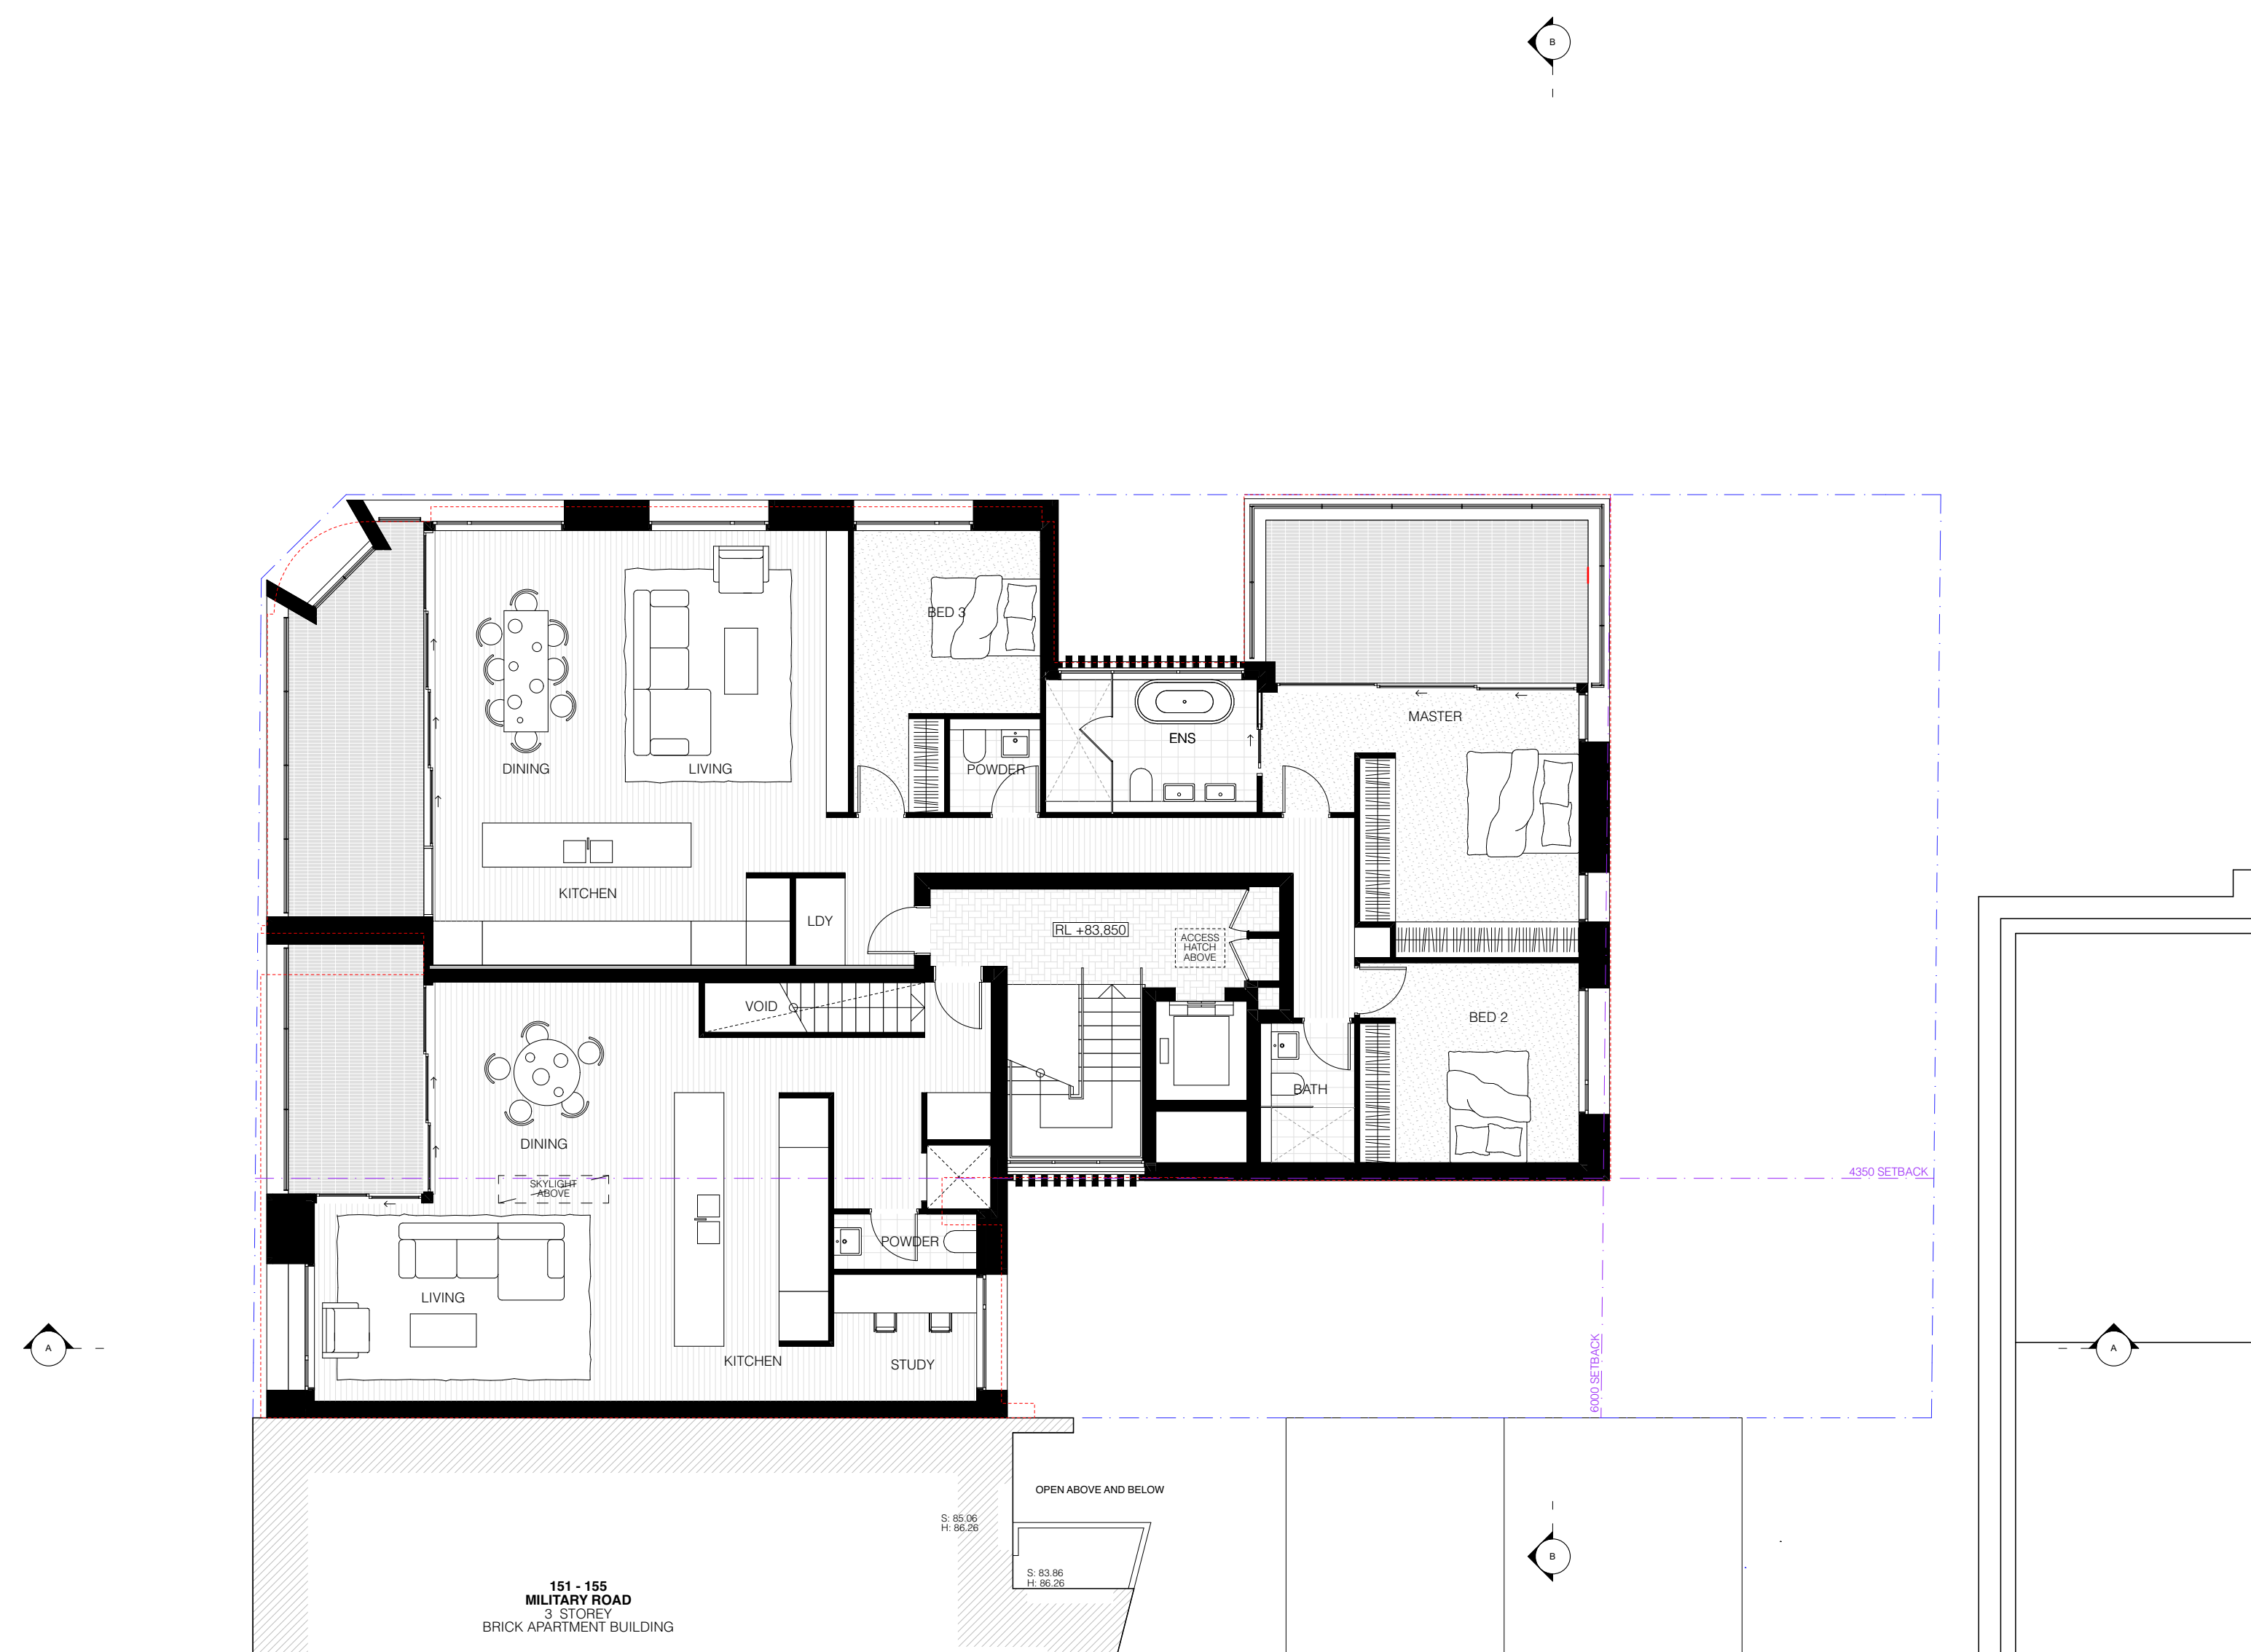 B
BED 3
MASTER
ENS
DINING
LIVING
POWDER
KITCHEN
LDY
RL +83,850
ACCESS
HATCH
ABOVE
VOID
BED 2
BATH
DINING
SKYLIGHT
ABOVE
4350 SETBACK
POWDER
LIVING
KITCHEN
STUDY
6000 SETBACK
A
A
OPEN ABOVE AND BELOW
S: 85.06
H: 86.26
B
S: 83.86
H: 86.26
151 - 155
MILITARY ROAD
3 STOREY
BRICK APARTMENT BUILDING